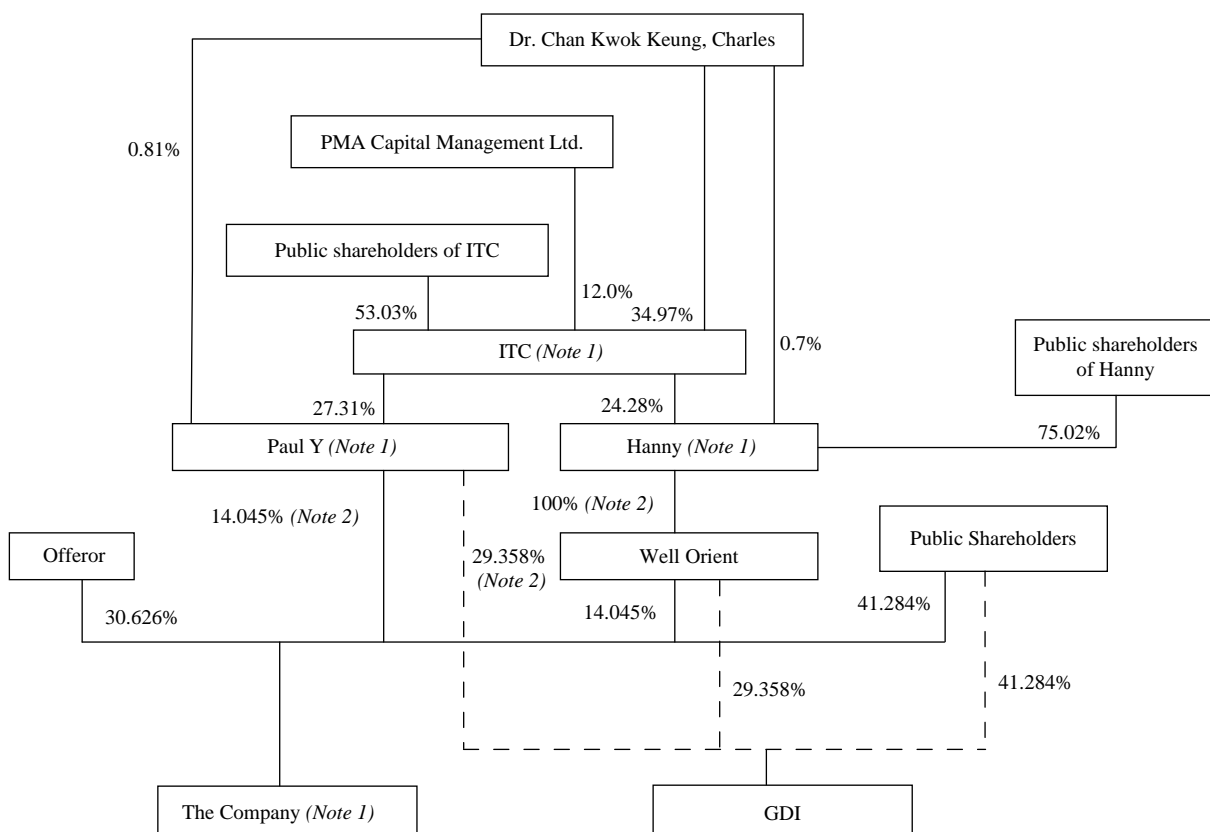 Dr. Chan Kwok Keung, Charles
PMA Capital Management Ltd.
0.81%
Public shareholders of ITC
12.0%
53.03%
34.97%
ITC (Note 1)
0.7%
Public shareholders
of Hanny
27.31%
24.28%
75.02%
Paul Y (Note 1)
Hanny (Note 1)
14.045% (Note 2)
100% (Note 2)
Offeror
29.358%
(Note 2)
Well Orient
Public Shareholders
30.626%
14.045%
41.284%
29.358%
41.284%
The Company (Note 1)
GDI